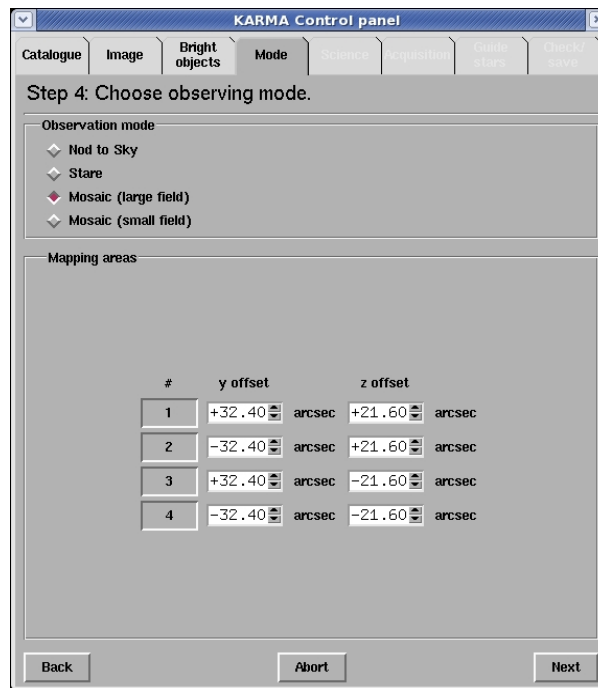 KARMA Control panel
Catalogue Image Bright objects Mode Science Acquisition Guide stars Check/ save
Step 4: Choose observing mode.
Observation mode
Nod to Sky
Stare
Mosaic (large field)
Mosaic (small field)
Mapping areas
# y offset z offset
1 +32.40 arcsec +21.60 arcsec
2 -32.40 arcsec +21.60 arcsec
3 +32.40 arcsec -21.60 arcsec
4 -32.40 arcsec -21.60 arcsec
Back Abort Next